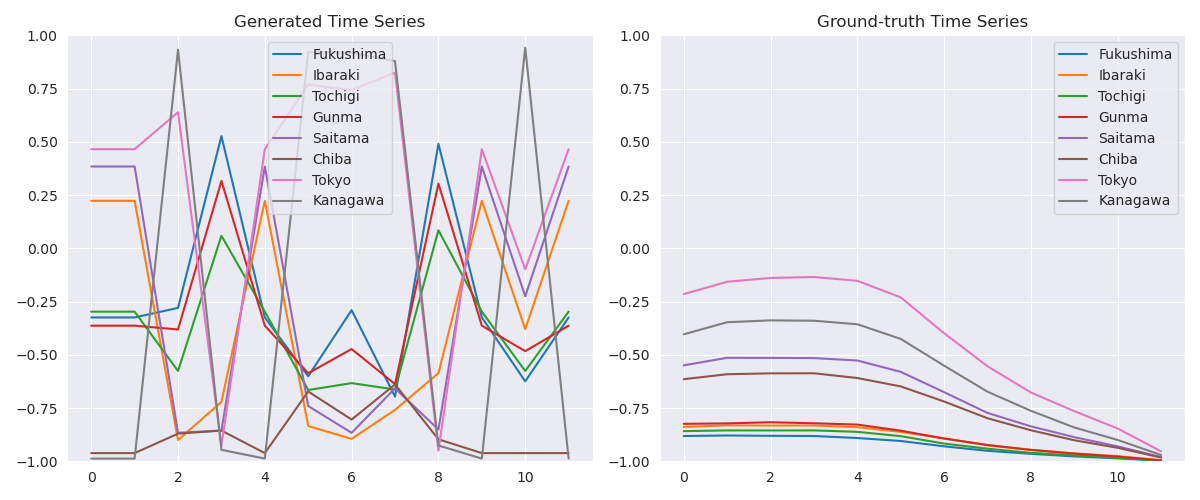 Generated Time Series
1.00
0.75
0.50
0.25
0.00
−0.25
−0.50
−0.75
−1.00
0 2 4 6 8 10
Fukushima
Ibaraki
Tochigi
Gunma
Saitama
Chiba
Tokyo
Kanagawa
Ground-truth Time Series
1.00
0.75
0.50
0.25
0.00
−0.25
−0.50
−0.75
−1.00
0 2 4 6 8 10
Fukushima
Ibaraki
Tochigi
Gunma
Saitama
Chiba
Tokyo
Kanagawa